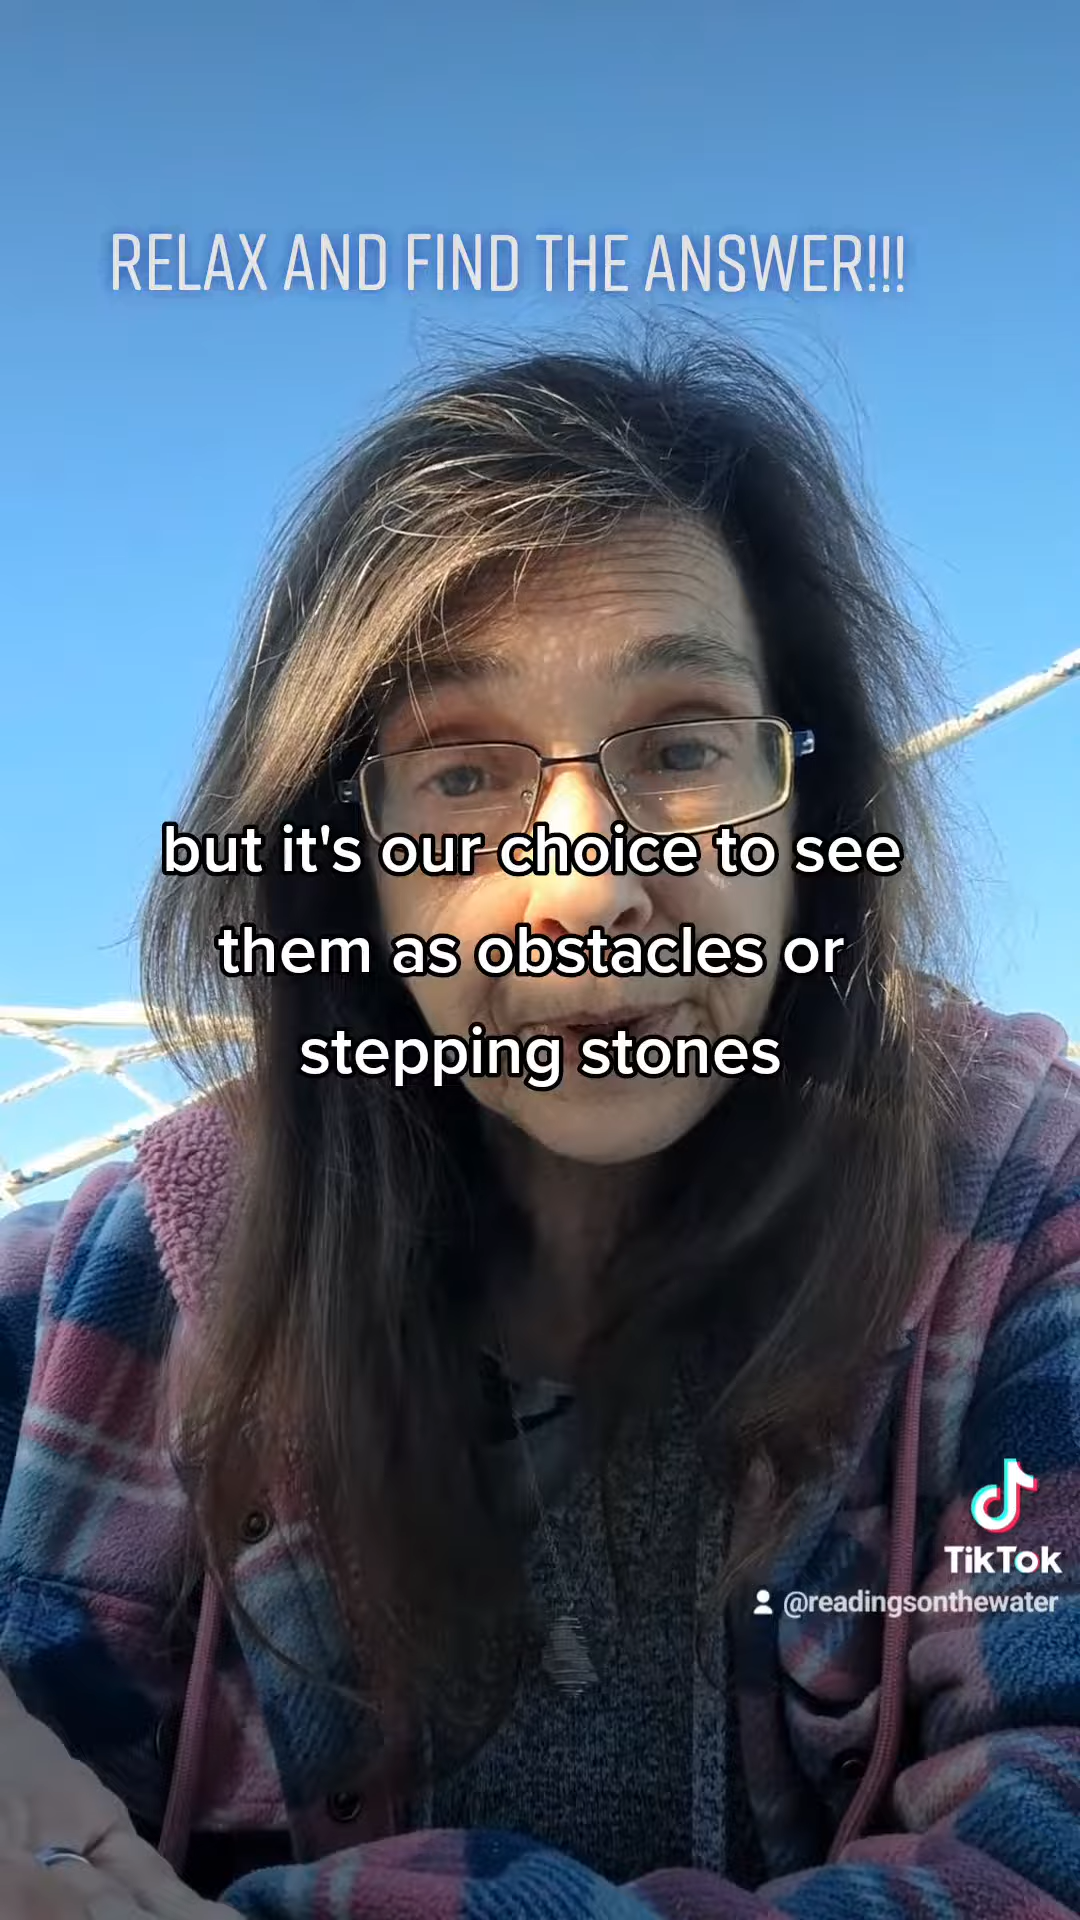 RELAX AND FIND THE ANSWER!!!
but it's our choice to see
them as obstacles or
stepping stones
TikTok
@readingsonthewater